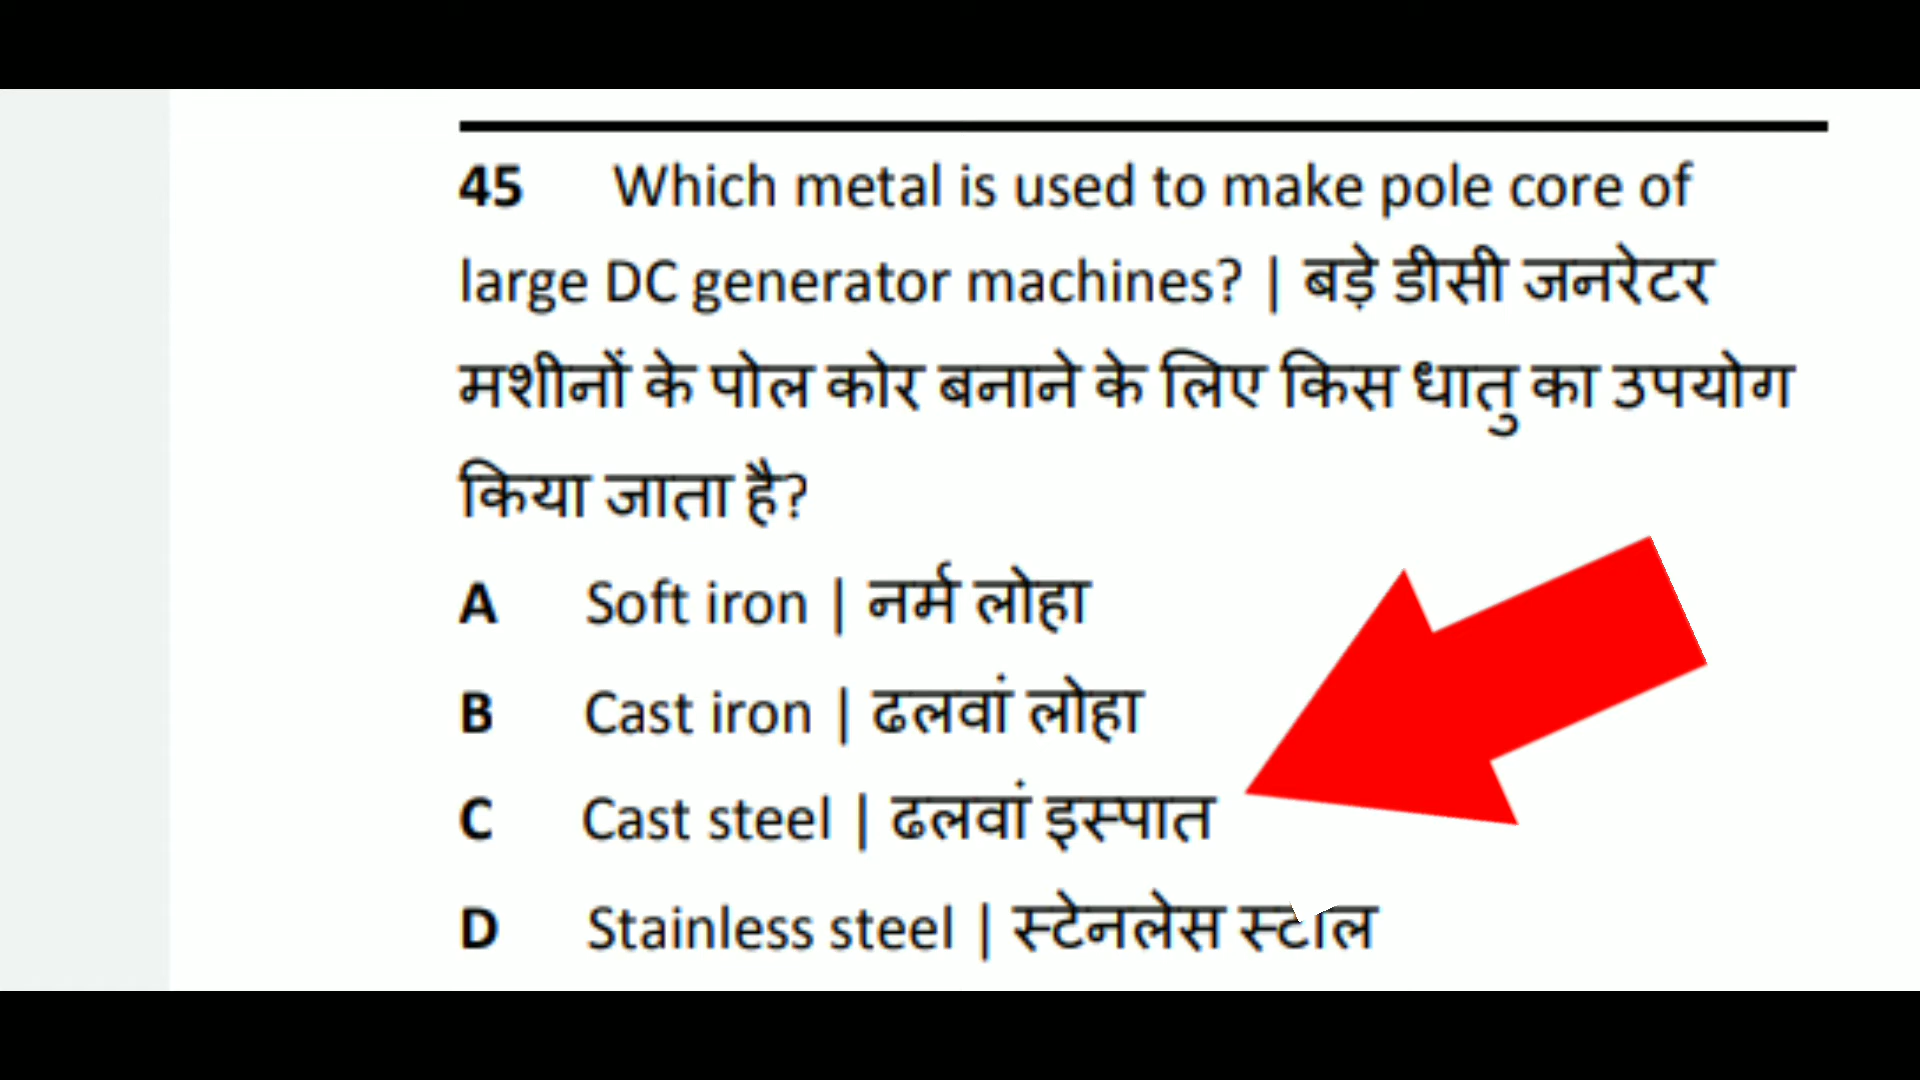 45 Which metal is used to make pole core of
large DC generator machines? | बड़े डीसी जनरेटर
मशीनों के पोल कोर बनाने के लिए किस धातु का उपयोग
किया जाता है?
A Soft iron | नर्म लोहा
B Cast iron | ढलवां लोहा
C Cast steel | ढलवां इस्पात
D Stainless steel | स्टेनलेस